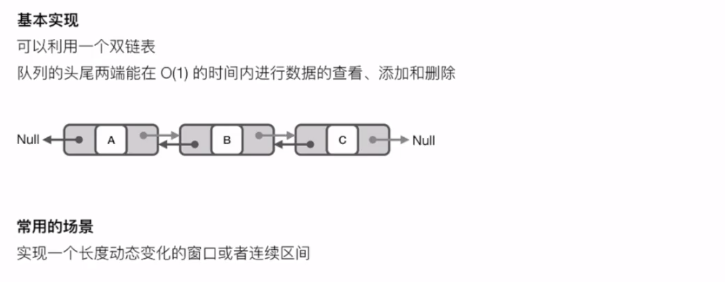 基本实现
可以利用一个双链表
队列的头尾两端能在 O(1) 的时间内进行数据的查看、添加和删除
Null A B C Null
常用的场景
实现一个长度动态变化的窗口或者连续区间